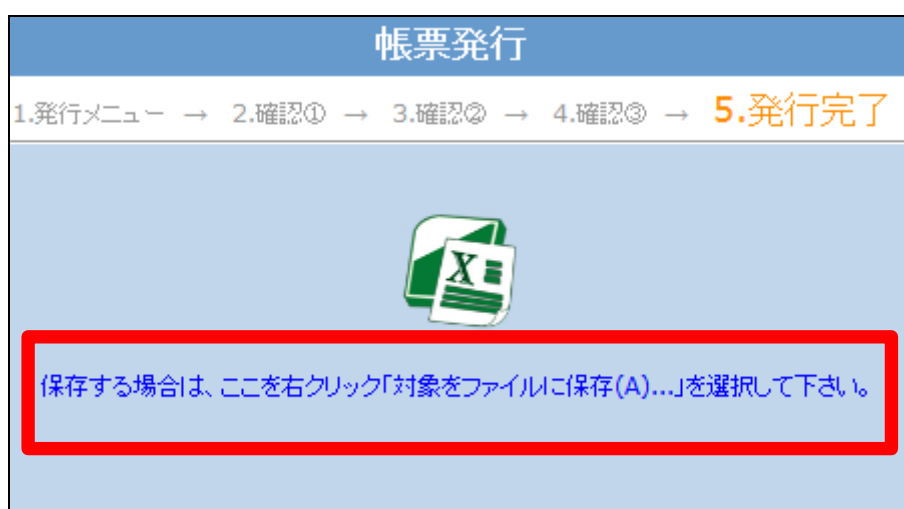 帳票発行
1.発行メニュー → 2.確認① → 3.確認② → 4.確認③ → 5.発行完了
X
保存する場合は、ここを右クリック「対象をファイルに保存(A)...」を選択して下さい。